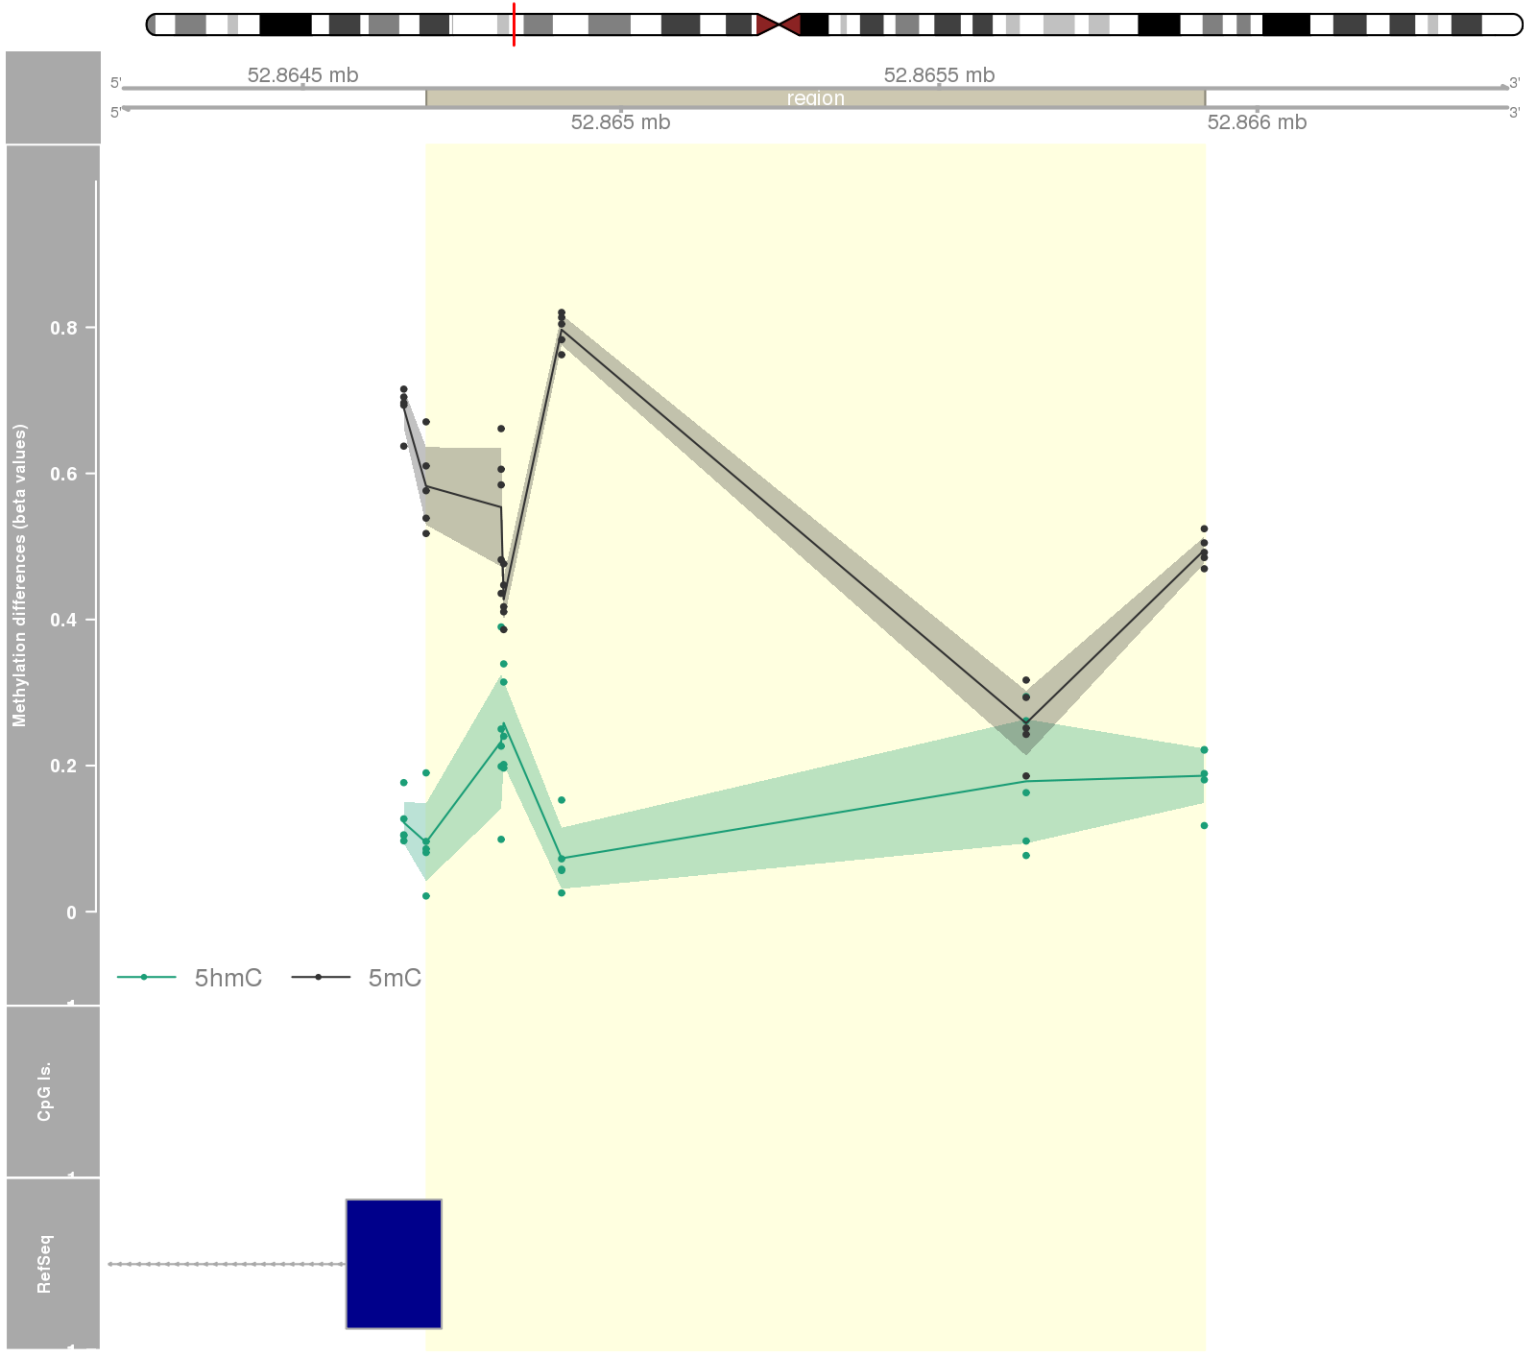 52.8645 mb
52.8655 mb
5'
3'
region
5'
3'
52.865 mb
52.866 mb
Methylation differences (beta values)
0.8
0.6
0.4
0.2
0
5hmC
5mC
CpG Is.
RefSeq